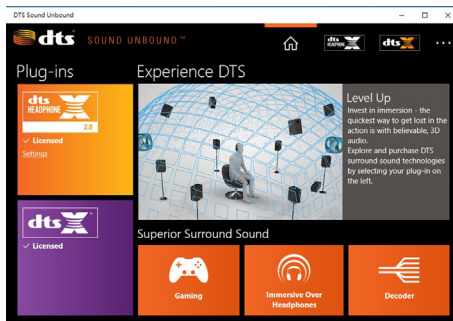 DTS Sound Unbound
dts SOUND UNBOUND™
dts
HEADPHONE X
dts X
Plug-ins
dts
HEADPHONE X
2.0
✓ Licensed
Settings
dts X
✓ Licensed
Experience DTS
Level Up
Invest in immersion - the
quickest way to get lost in the
action is with believable, 3D
audio.
Explore and purchase DTS
surround sound technologies
by selecting your plug-in on
the left.
Superior Surround Sound
Gaming
Immersive Over
Headphones
Decoder